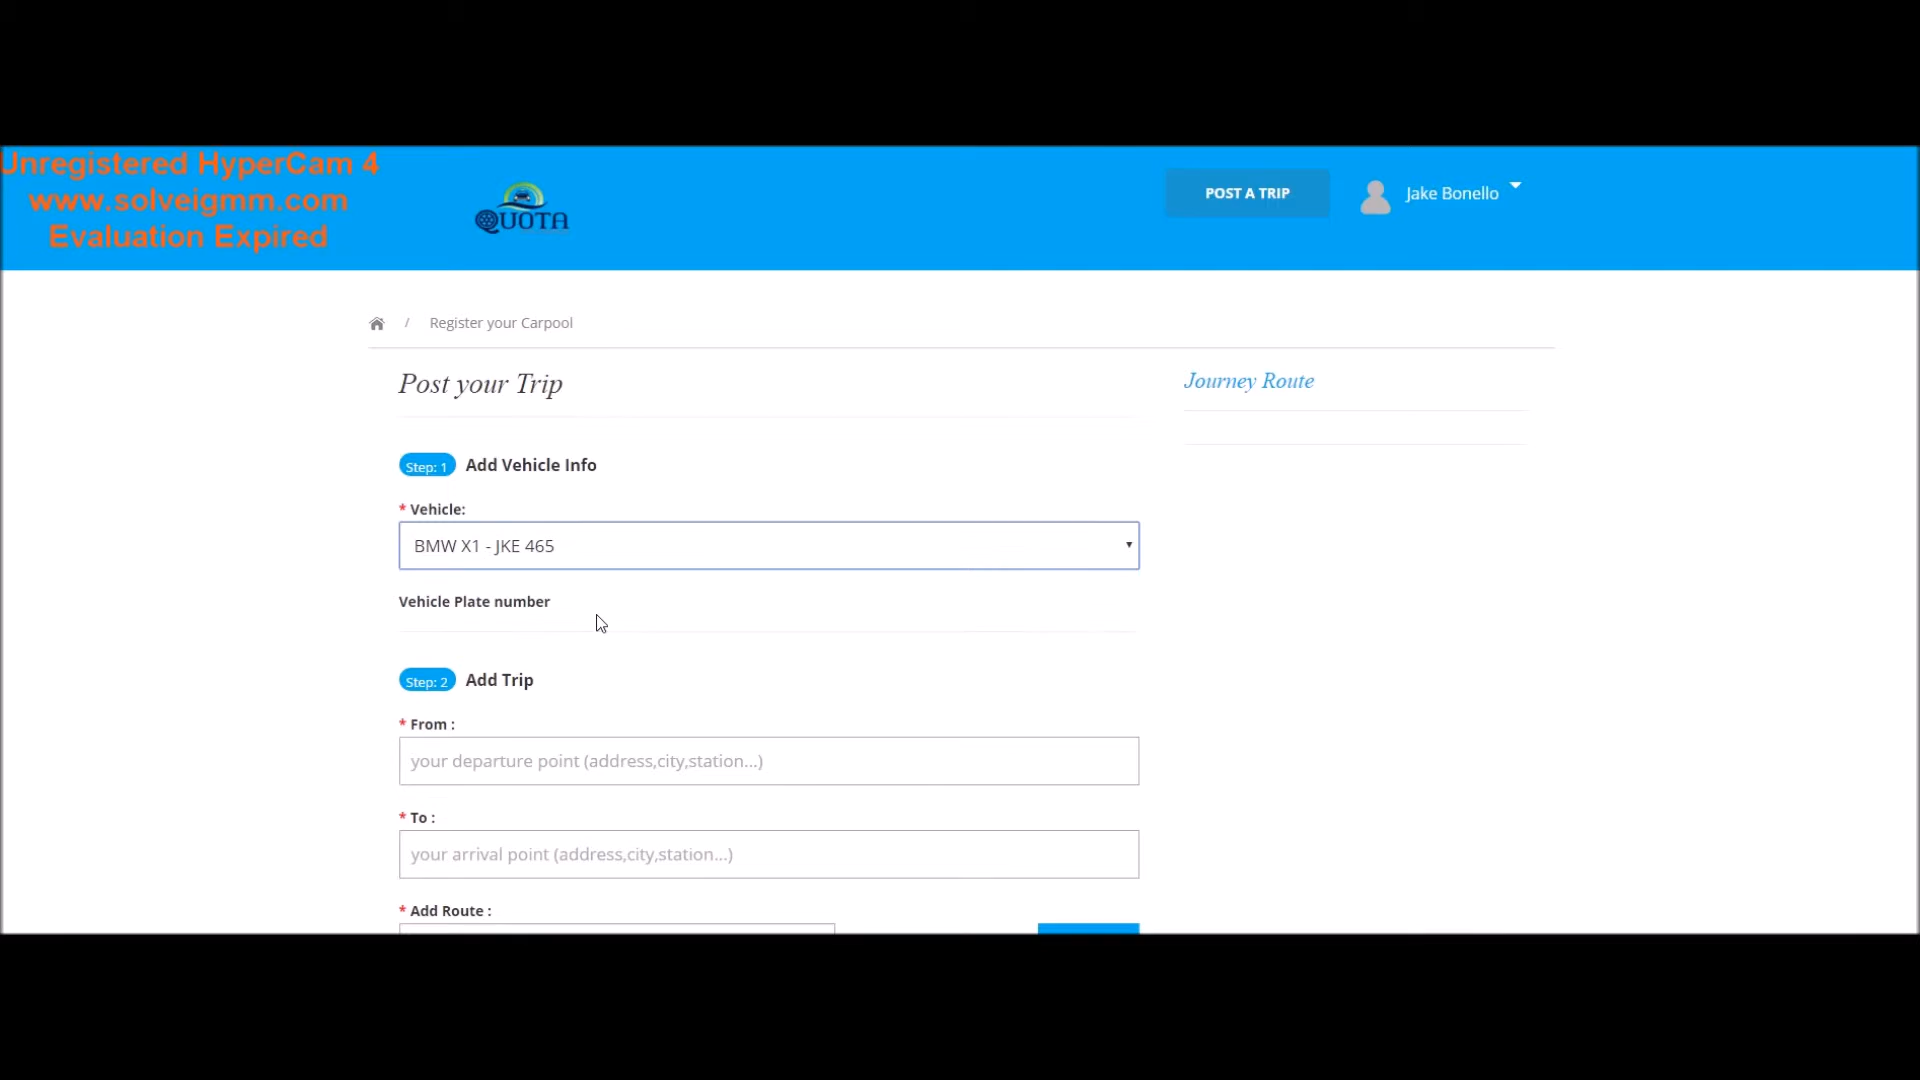 Unregistered HyperCam 4
www.solveigmm.com
Evaluation Expired
QUOTA
POST A TRIP
Jake Bonello
/ Register your Carpool
Post your Trip
Journey Route
Step: 1 Add Vehicle Info
* Vehicle:
BMW X1 - JKE 465
Vehicle Plate number
Step: 2 Add Trip
* From :
your departure point (address,city,station...)
* To :
your arrival point (address,city,station...)
* Add Route :